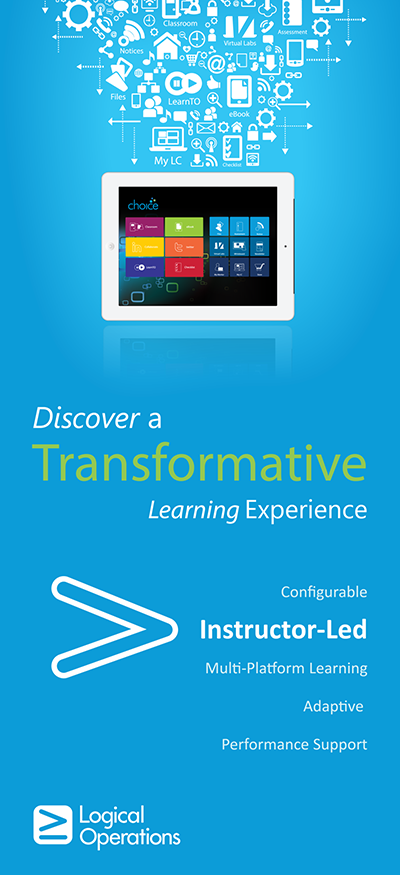 Classroom
Assessment
Notices
Virtual Labs
Files
LearnTO
eBook
My LC
Checklist
choice
Discover a
Transformative
Learning Experience
Configurable
Instructor-Led
Multi-Platform Learning
Adaptive
Performance Support
Logical
Operations